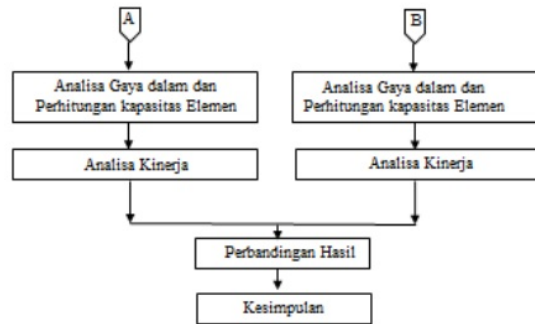 A
B
Analisa Gaya dalam dan
Perhitungan kapasitas Elemen
Analisa Gaya dalam dan
Perhitungan kapasitas Elemen
Analisa Kinerja
Analisa Kinerja
Perbandingan Hasil
Kesimpulan